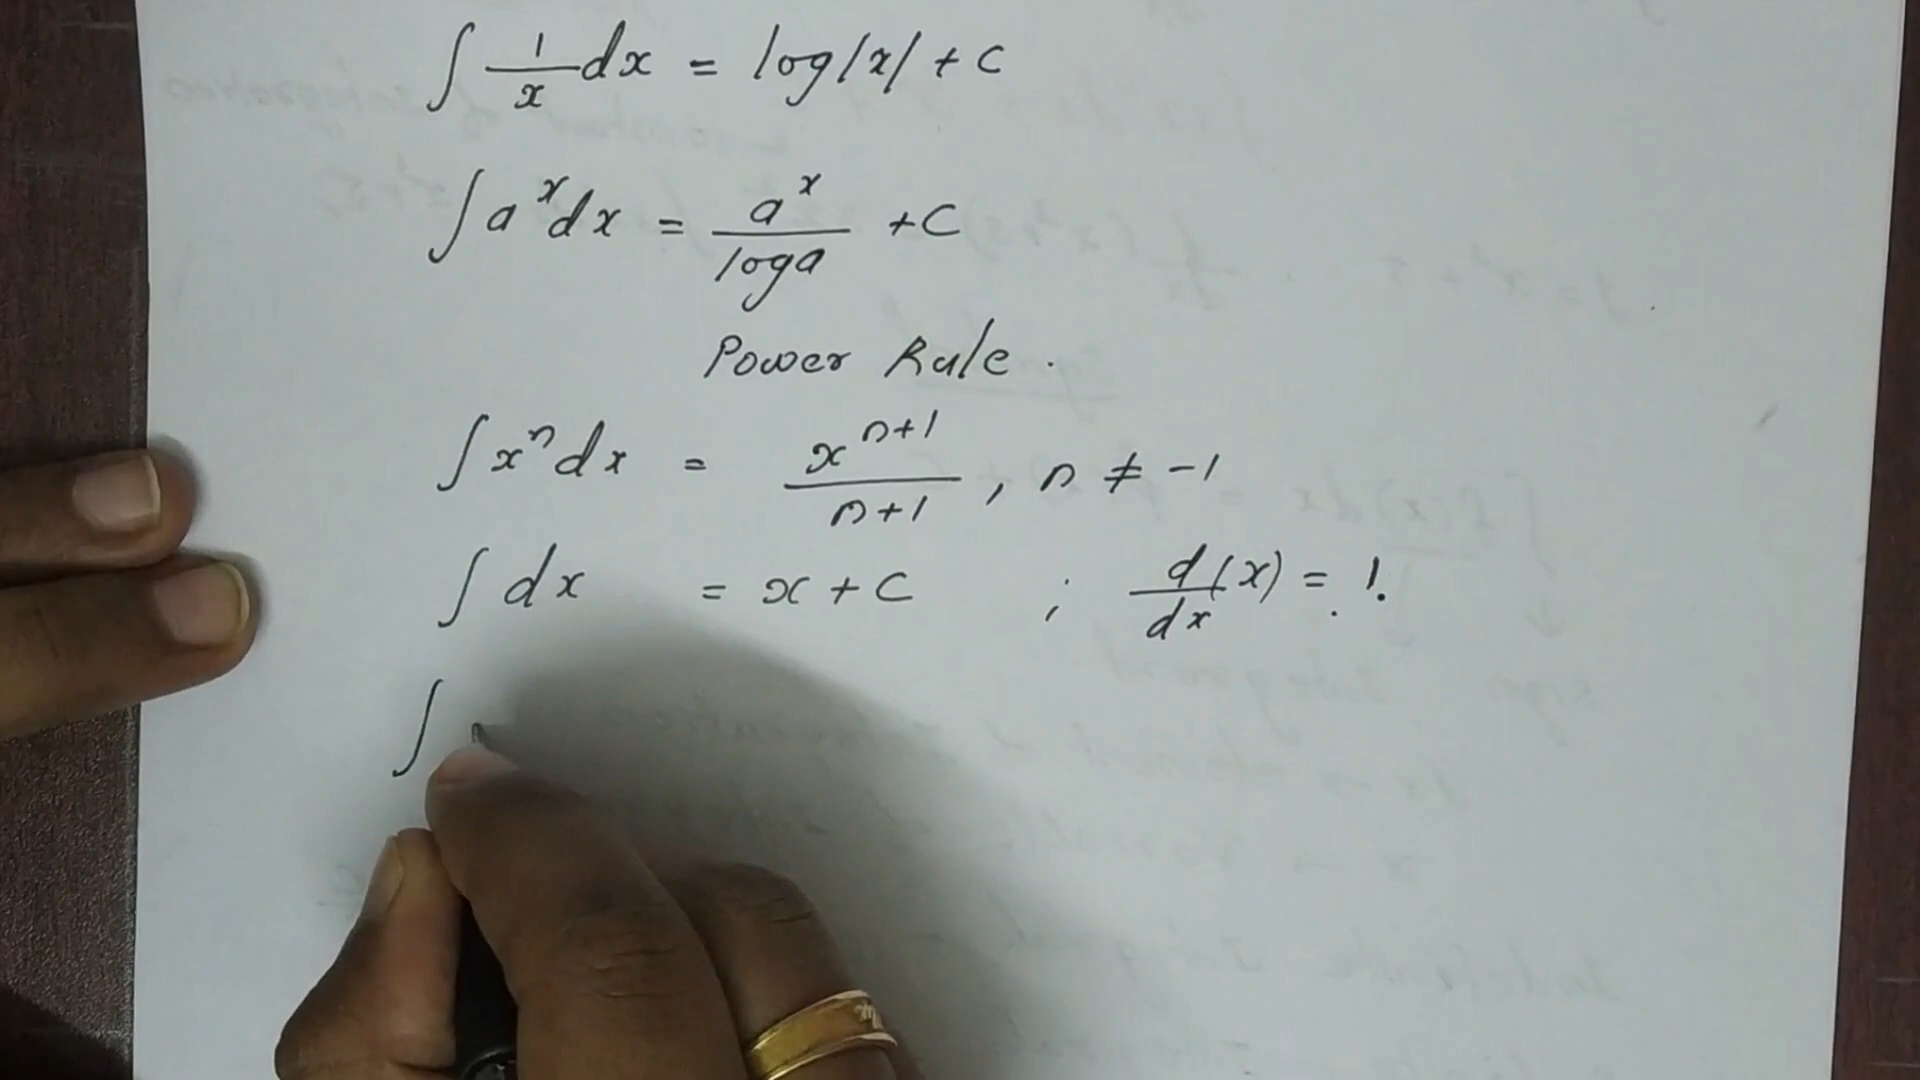 ∫ 1/x dx = log|x| + C
∫ a^x dx = a^x / log a + C
Power Rule.
∫ x^n dx = x^(n+1) / (n+1), n ≠ -1
∫ dx = x + C ; d/dx (x) = 1.
∫